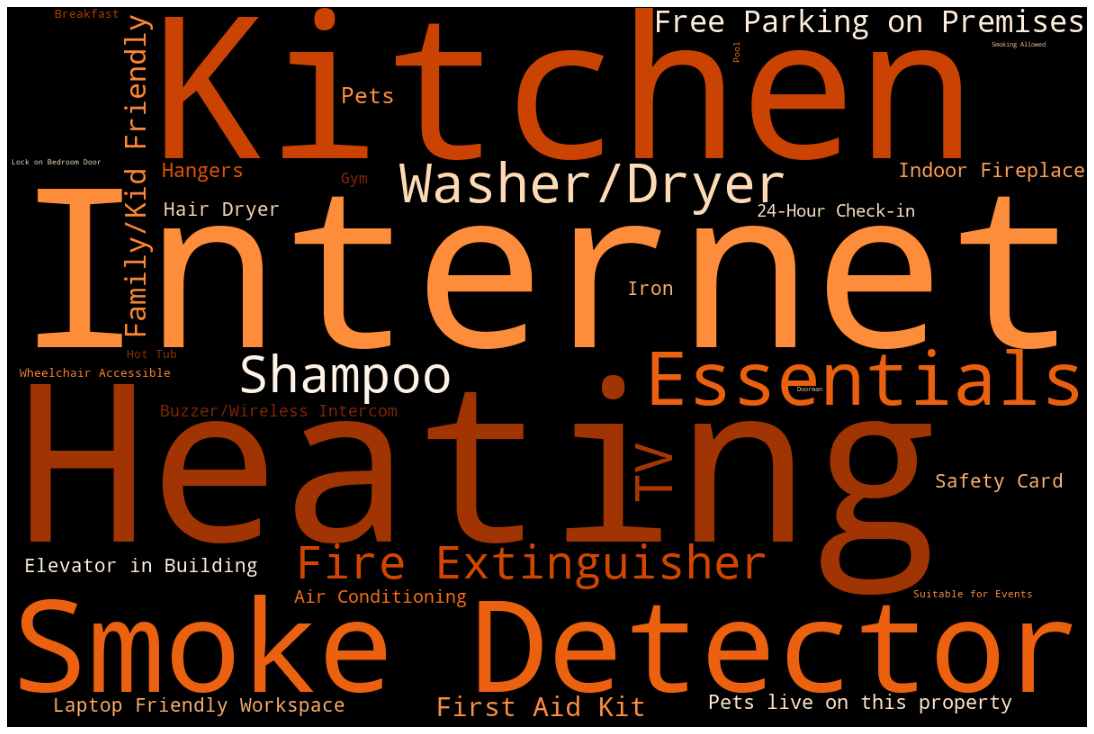 Breakfast
Free Parking on Premises
Kitchen
Smoking Allowed
Pool
Family/Kid Friendly
Pets
Lock on Bedroom Door
Hangers
Gym
Washer/Dryer
Indoor Fireplace
Hair Dryer
24-Hour Check-in
Internet
Iron
Hot Tub
Wheelchair Accessible
Shampoo
Essentials
Doorman
Buzzer/Wireless Intercom
Heating
TV
Safety Card
Elevator in Building
Fire Extinguisher
Air Conditioning
Suitable for Events
Smoke Detector
Laptop Friendly Workspace
First Aid Kit
Pets live on this property